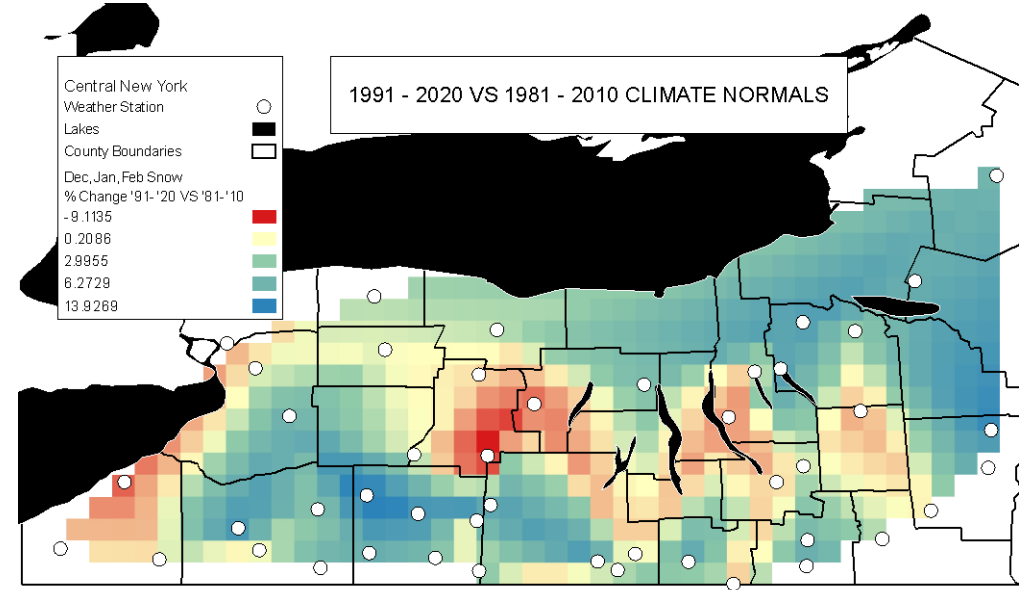 1991 - 2020 VS 1981 - 2010 CLIMATE NORMALS
Central New York
Weather Station
Lakes
County Boundaries
Dec,Jan,Feb Snow
% Change '91-'20 VS '81-'10
-9.1135
0.2086
2.9955
6.2729
13.9269